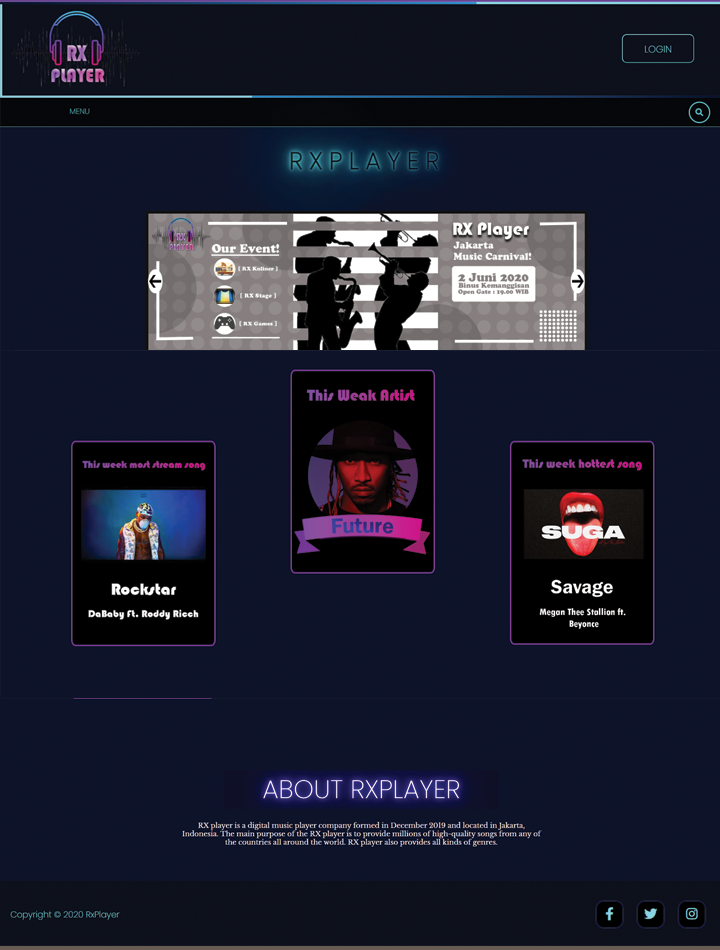 RX
PLAYER
LOGIN
MENU
RXPLAYER
Our Event!
[ RX Kuliner ]
[ RX Stage ]
[ RX Games ]
RX Player
Jakarta
Music Carnival!
2 Juni 2020
Binus Kemanggisan
Open Gate : 19.00 WIB
This Weak Artist
Future
This week most stream song
Rockstar
DaBaby Ft. Roddy Ricch
This week hottest song
SUGA
Savage
Megan Thee Stallion ft.
Beyonce
ABOUT RXPLAYER
RX player is a digital music player company formed in December 2019 and located in Jakarta,
Indonesia. The main purpose of the RX player is to provide millions of high-quality songs from any of
the countries all around the world. RX player also provides all kinds of genres.
Copyright © 2020 RxPlayer